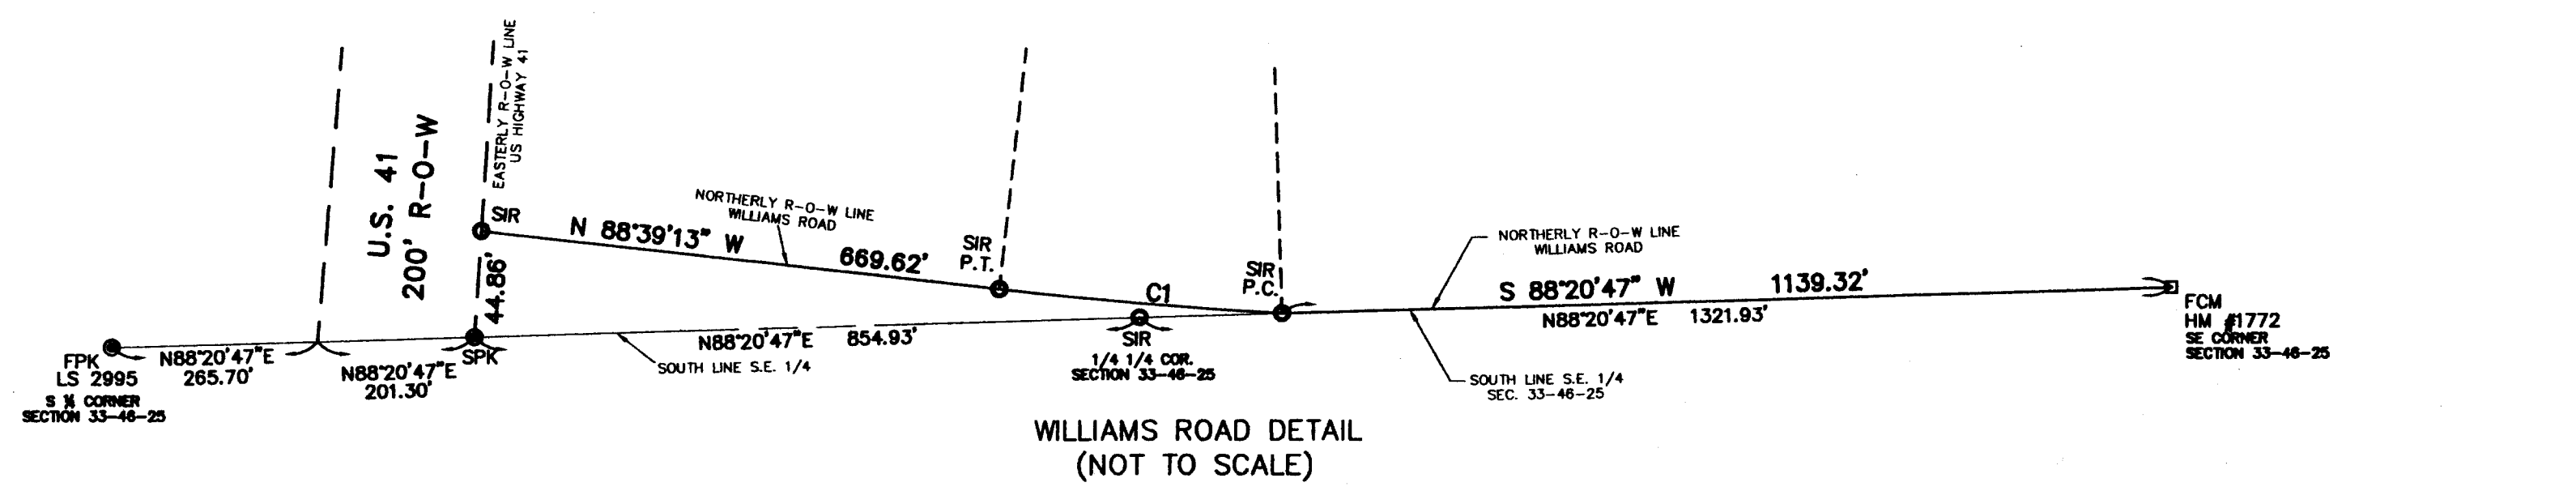 EASTERLY R-O-W LINE
US HIGHWAY 41
U.S. 41
200' R-O-W
SIR
44.86'
N 88°39'13" W
669.62'
NORTHERLY R-O-W LINE
WILLIAMS ROAD
SIR
P.T.
C1
SIR
P.C.
NORTHERLY R-O-W LINE
WILLIAMS ROAD
S 88°20'47" W
1139.32'
N88°20'47"E
1321.93'
FCM
HM #1772
SE CORNER
SECTION 33-46-25
FPK
LS 2995
S ¼ CORNER
SECTION 33-46-25
N88°20'47"E
265.70'
N88°20'47"E
201.30'
SPK
N88°20'47"E
854.93'
SOUTH LINE S.E. 1/4
SIR
1/4 1/4 COR.
SECTION 33-46-25
SOUTH LINE S.E. 1/4
SEC. 33-46-25
WILLIAMS ROAD DETAIL
(NOT TO SCALE)